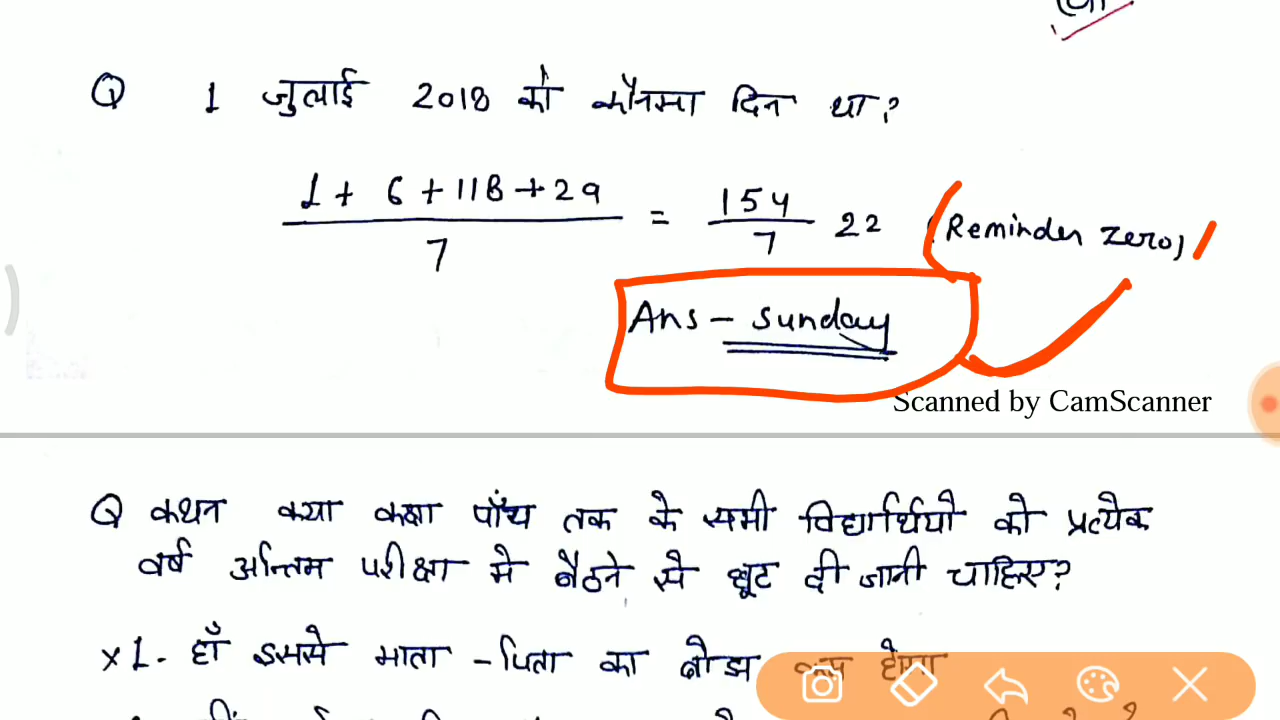 Q 1 जुलाई 2018 को कौनसा दिन था?
1 + 6 + 118 + 29
7
= 154
7
22
(Reminder zero)
Ans - sunday
Scanned by CamScanner
Q कथन क्या कक्षा पाँच तक के सभी विद्यार्थियो को प्रत्येक
वर्ष अन्तिम परीक्षा मे बैठने से छूट दी जानी चाहिए?
×1. हाँ इससे माता - पिता का बोझ